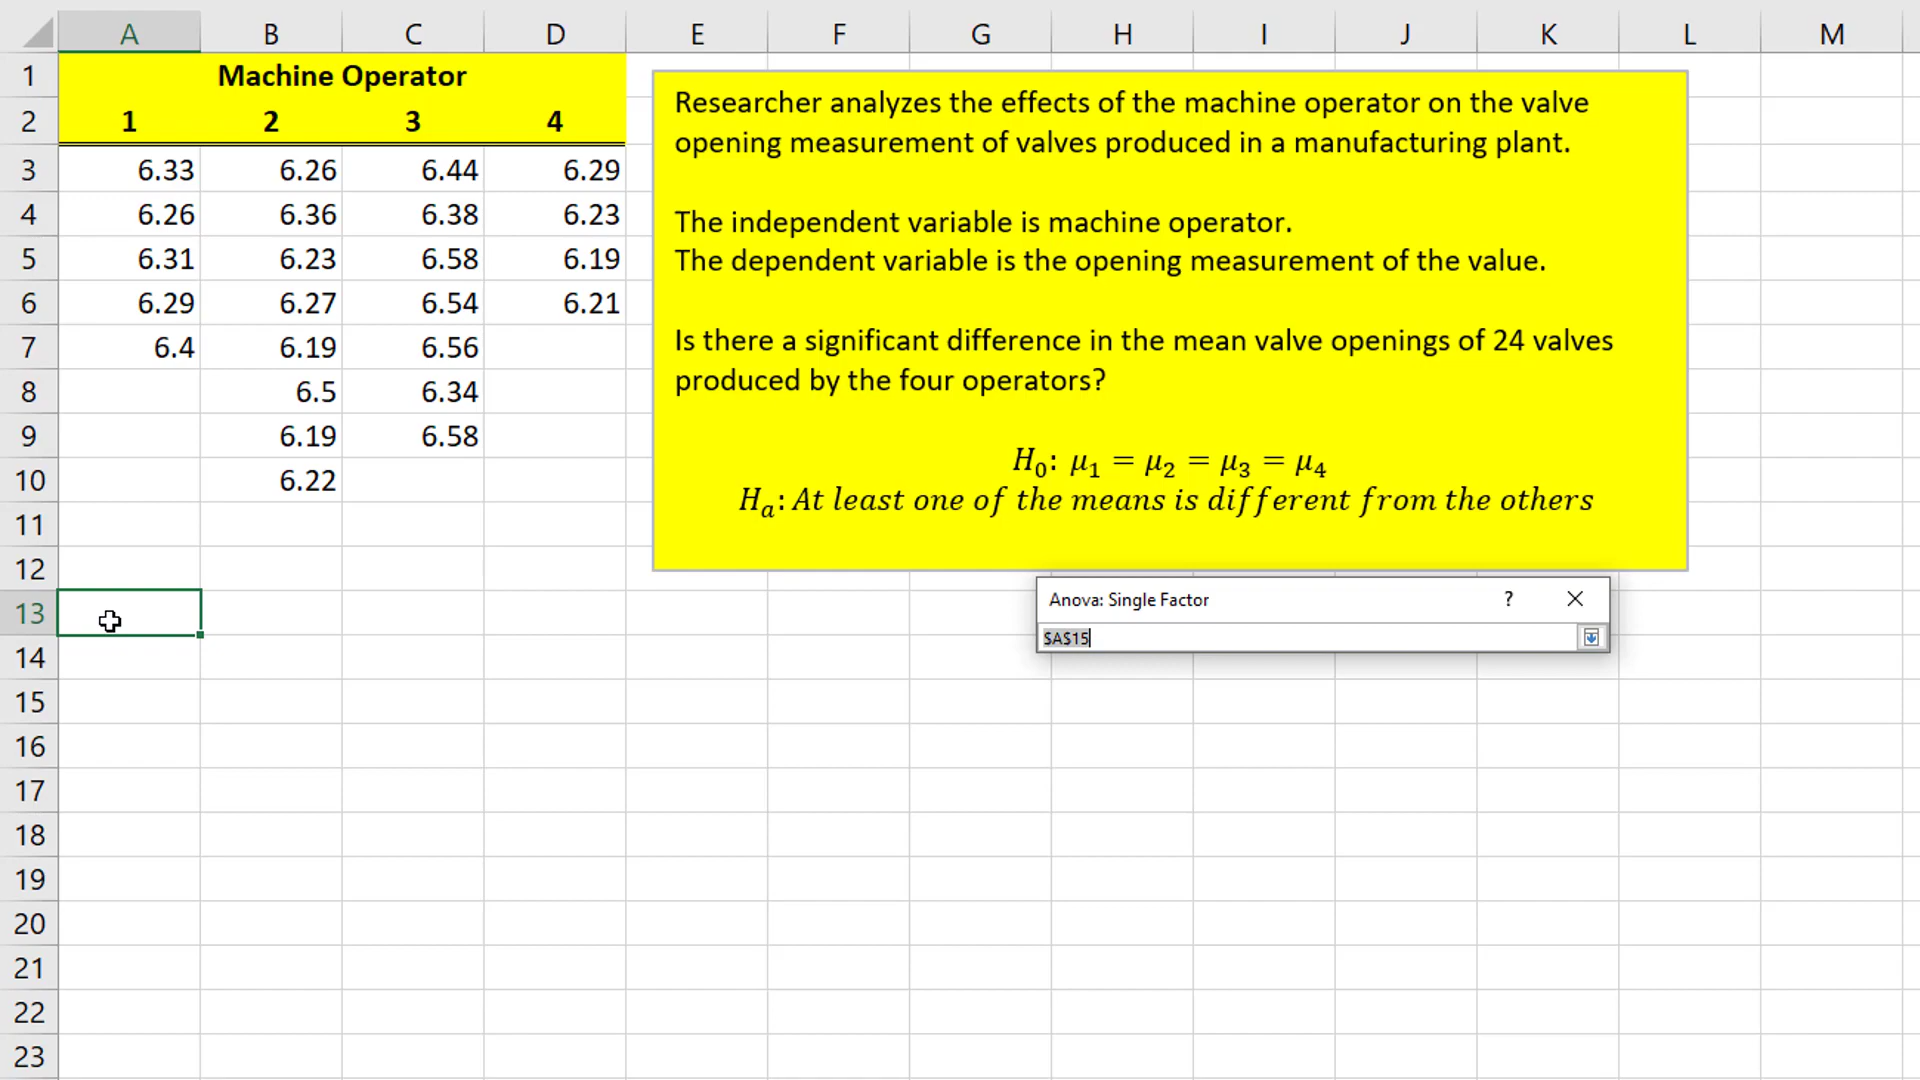 A B C D E F G H I J K L M
1 Machine Operator
2 1 2 3 4
3 6.33 6.26 6.44 6.29
4 6.26 6.36 6.38 6.23
5 6.31 6.23 6.58 6.19
6 6.29 6.27 6.54 6.21
7 6.4 6.19 6.56
8 6.5 6.34
9 6.19 6.58
10 6.22
11
12
13
14
15
16
17
18
19
20
21
22
23
Researcher analyzes the effects of the machine operator on the valve
opening measurement of valves produced in a manufacturing plant.
The independent variable is machine operator.
The dependent variable is the opening measurement of the value.
Is there a significant difference in the mean valve openings of 24 valves
produced by the four operators?
H₀: μ₁ = μ₂ = μ₃ = μ₄
Hₐ: At least one of the means is different from the others
Anova: Single Factor ?
$A$15